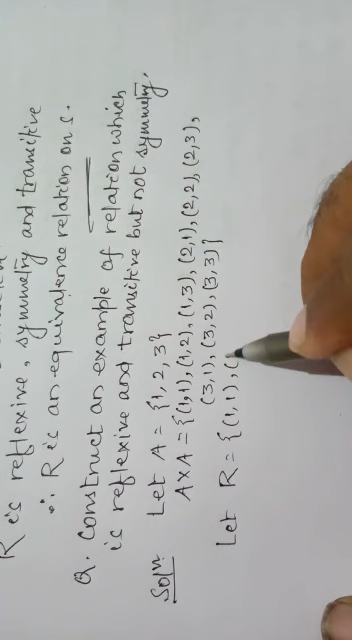 R is reflexive, symmetry and transitive
∴ R is an equivalence relation on S.
Q. Construct an example of relation which
is reflexive and transitive but not symmetry.
Soln. Let A = {1, 2, 3}
A×A = {(1,1), (1,2), (1,3), (2,1), (2,2), (2,3),
(3,1), (3,2), (3,3)}
Let R = {(1,1), (